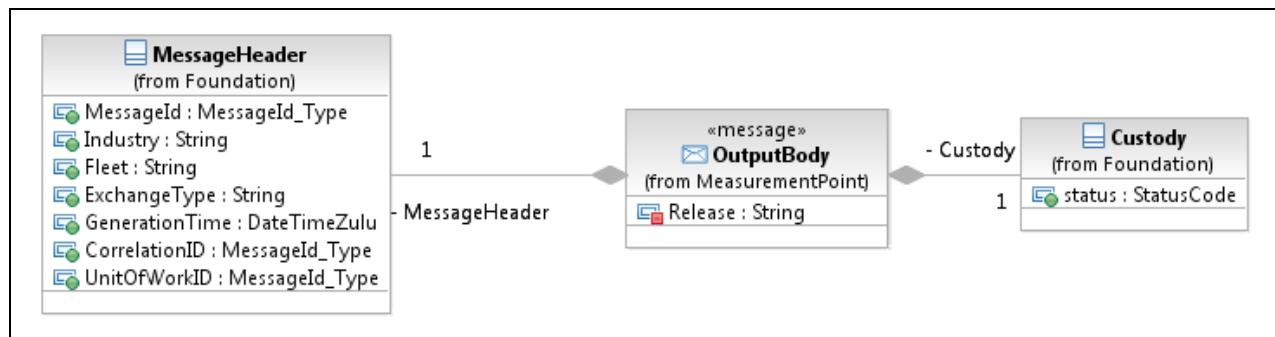 MessageHeader
(from Foundation)
MessageId : MessageId_Type
Industry : String
Fleet : String
ExchangeType : String
GenerationTime : DateTimeZulu
CorrelationID : MessageId_Type
UnitOfWorkID : MessageId_Type
1
- MessageHeader
«message»
OutputBody
(from MeasurementPoint)
Release : String
- Custody
1
Custody
(from Foundation)
status : StatusCode